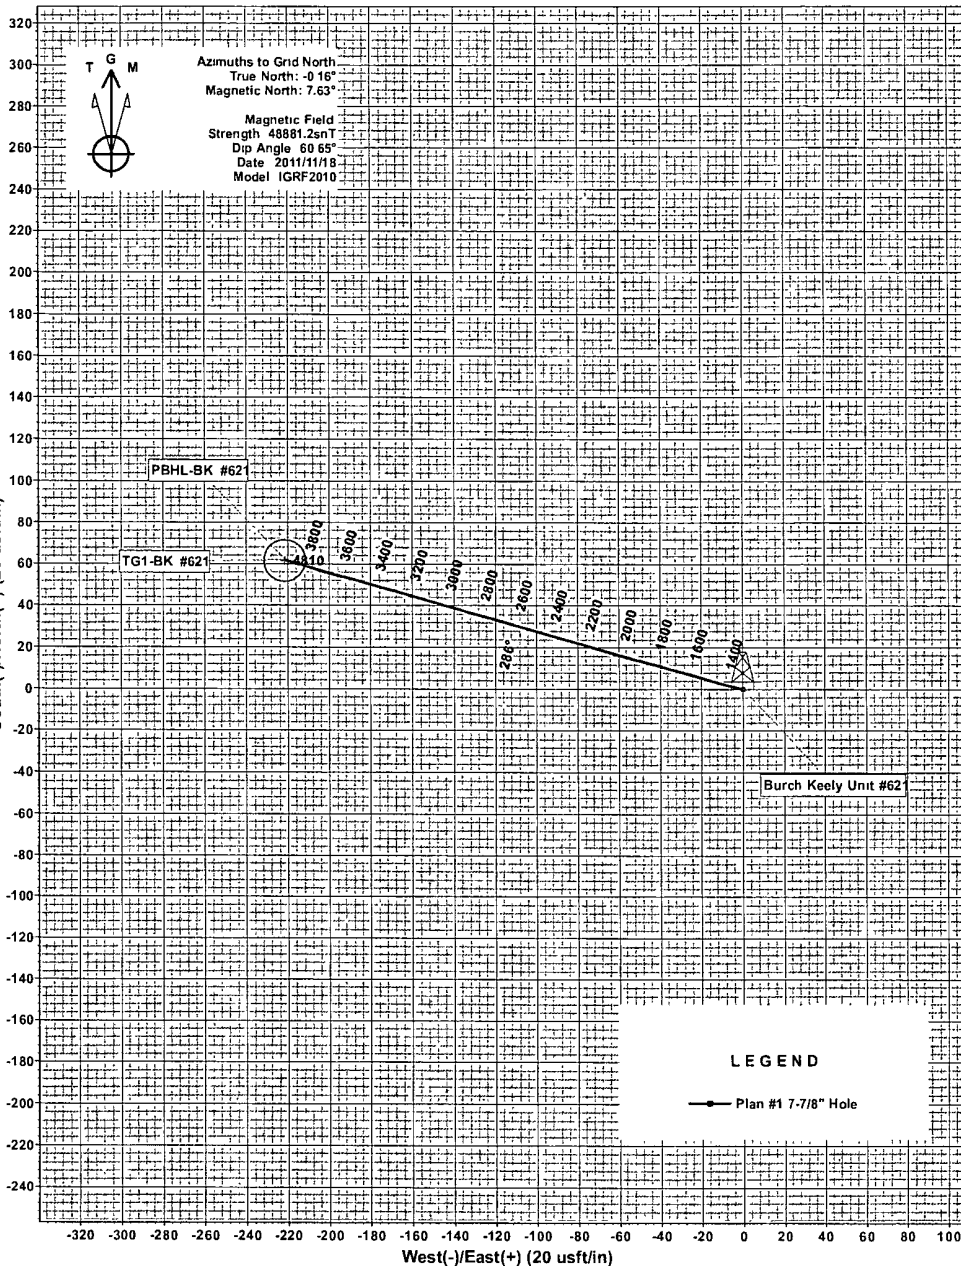 T G M
Azimuths to Grid North
True North: -0 16°
Magnetic North: 7.63°
Magnetic Field
Strength 48881.2snT
Dip Angle 60 65°
Date 2011/11/18
Model IGRF2010
320
300
280
260
240
220
200
180
160
140
120
100
80
60
40
20
0
-20
-40
-60
-80
-100
-120
-140
-160
-180
-200
-220
-240
PBHL-BK #621
TG1-BK #621
4810
3800
3600
3400
3200
3000
2800
2600
2400
2200
2000
1800
1600
1400
286°
Burch Keely Unit #621
LEGEND
Plan #1 7-7/8" Hole
-320 -300 -280 -260 -240 -220 -200 -180 -160 -140 -120 -100 -80 -60 -40 -20 0 20 40 60 80 100
West(-)/East(+) (20 usft/in)